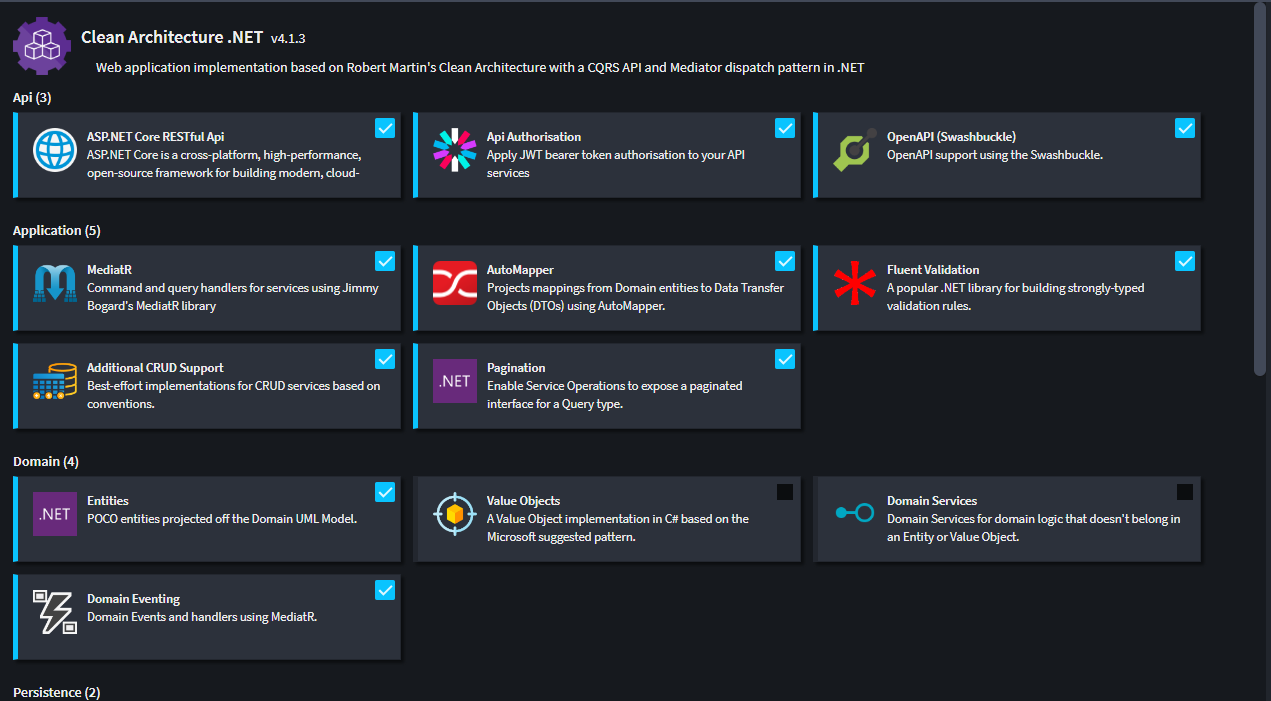 Clean Architecture .NET v4.1.3
Web application implementation based on Robert Martin's Clean Architecture with a CQRS API and Mediator dispatch pattern in .NET
Api (3)
ASP.NET Core RESTful Api
ASP.NET Core is a cross-platform, high-performance,
open-source framework for building modern, cloud-
Api Authorisation
Apply JWT bearer token authorisation to your API
services
OpenAPI (Swashbuckle)
OpenAPI support using the Swashbuckle.
Application (5)
MediatR
Command and query handlers for services using Jimmy
Bogard's MediatR library
AutoMapper
Projects mappings from Domain entities to Data Transfer
Objects (DTOs) using AutoMapper.
Fluent Validation
A popular .NET library for building strongly-typed
validation rules.
Additional CRUD Support
Best-effort implementations for CRUD services based on
conventions.
.NET
Pagination
Enable Service Operations to expose a paginated
interface for a Query type.
Domain (4)
.NET
Entities
POCO entities projected off the Domain UML Model.
Value Objects
A Value Object implementation in C# based on the
Microsoft suggested pattern.
Domain Services
Domain Services for domain logic that doesn't belong in
an Entity or Value Object.
Domain Eventing
Domain Events and handlers using MediatR.
Persistence (2)